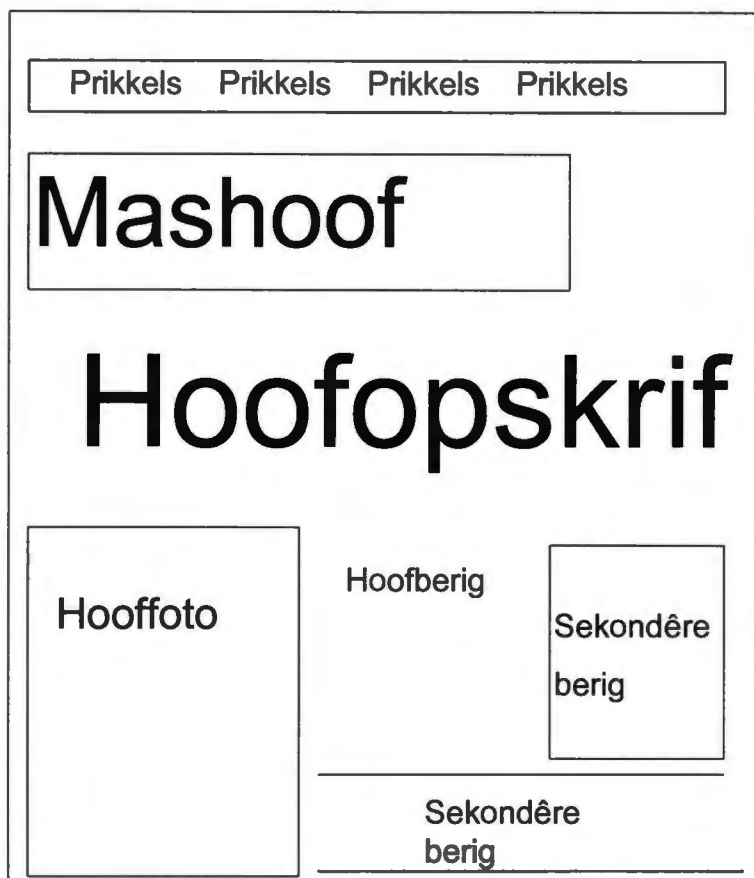 Prikkels Prikkels Prikkels Prikkels
Mashoof
Hoofopskrif
Hooffoto
Hoofberig
Sekondêre
berig
Sekondêre
berig